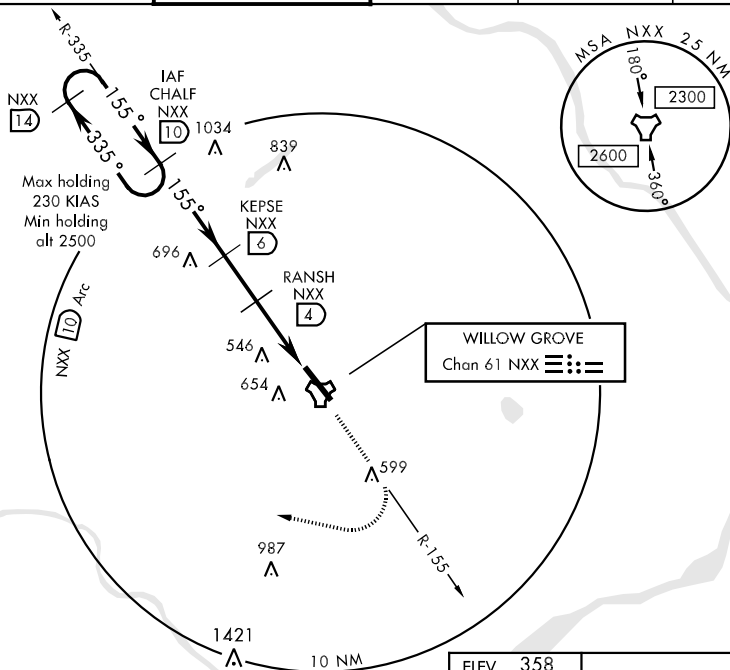 R-335
155°
335°
NXX
14
IAF
CHALF
NXX
10
1034
839
Max holding
230 KIAS
Min holding
alt 2500
155°
KEPSE
NXX
6
696
RANSH
NXX
4
NXX 10 Arc
546
654
WILLOW GROVE
Chan 61 NXX
599
R-155
987
1421
10 NM
MSA NXX 25 NM
180°
2300
2600
360°
ELEV 358